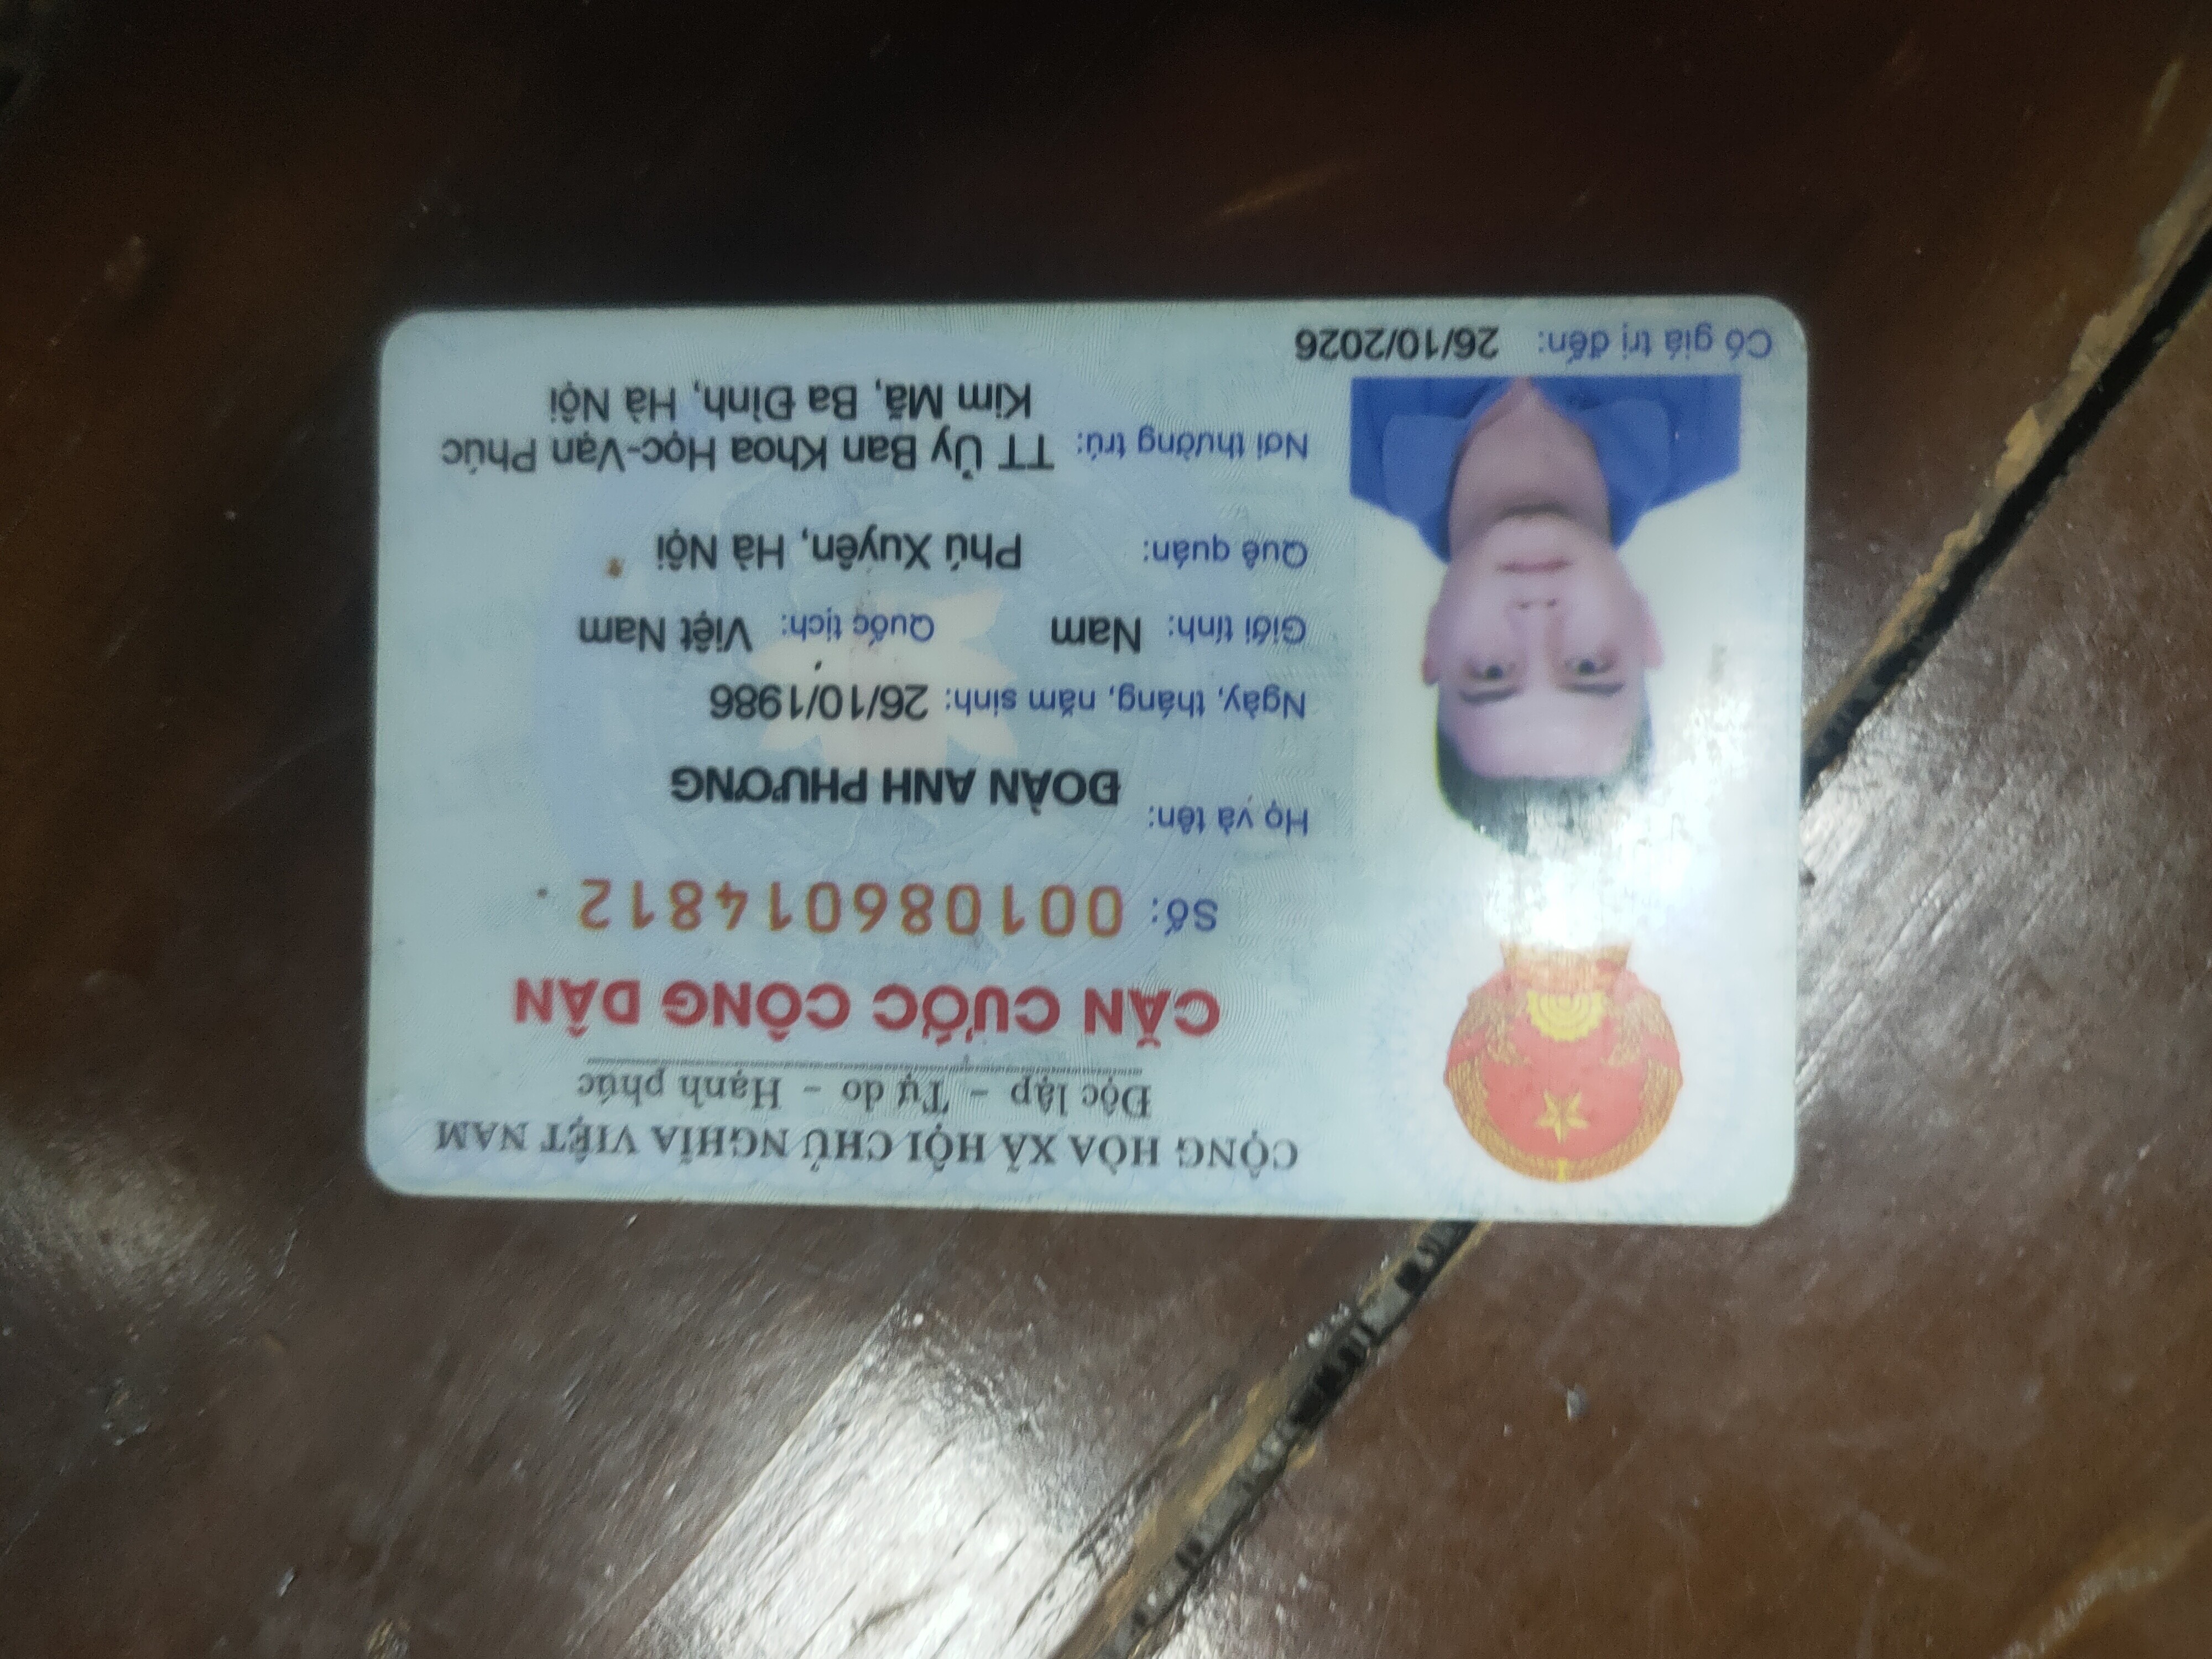 CỘNG HÒA XÃ HỘI CHỦ NGHĨA VIỆT NAM
Độc lập - Tự do - Hạnh phúc
CĂN CƯỚC CÔNG DÂN
Số: 001086014812
Họ và tên: ĐOÀN ANH PHƯƠNG
Ngày, tháng, năm sinh: 26/10/1986
Giới tính: Nam Quốc tịch: Việt Nam
Quê quán: Phú Xuyên, Hà Nội
Nơi thường trú: TT Ủy Ban Khoa Học-Vạn Phúc
Kim Mã, Ba Đình, Hà Nội
Có giá trị đến: 26/10/2026